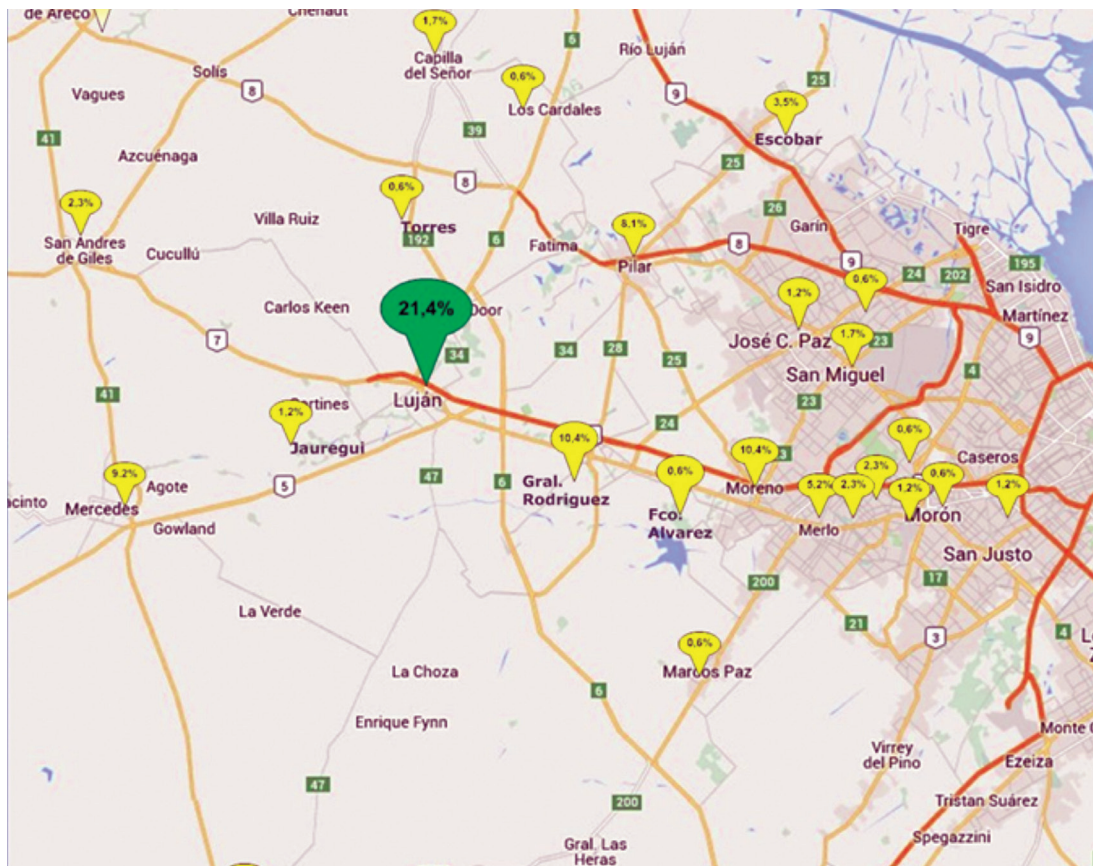 de Areco
1,7%
Capilla
del Señor
6
Río Luján
Solís
8
Vagues
0,6%
Los Cardales
9
25
3,5%
Escobar
41
39
Azcuénaga
25
8
0,6%
2,3%
Torres
Villa Ruiz
26
San Andres
de Giles
Cucullú
192
6
Fatima
8,1%
Pilar
8
Garín
Tigre
9
24
202
195
San Isidro
Martínez
0,6%
1,2%
Carlos Keen
21,4%
Door
José C. Paz
1,7%
23
9
7
34
34
28
25
San Miguel
4
41
Luján
23
1,2%
Jauregui
24
10,4%
10,4%
0,6%
Caseros
9,2%
Agote
Mercedes
5
47
6
Gral.
Rodriguez
0,6%
Moreno
5,2%
2,3%
2,3%
1,2%
0,6%
1,2%
Gowland
Fco.
Alvarez
Merlo
Morón
San Justo
200
17
La Verde
21
3
4
0,6%
Marcos Paz
La Choza
6
Enrique Fynn
Virrey
del Pino
Ezeiza
47
200
Tristan Suárez
Spegazzini
Gral. Las
Heras